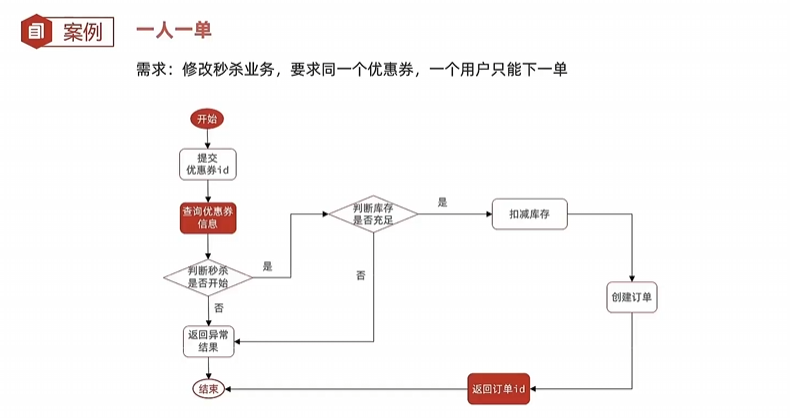 案例
一人一单
需求：修改秒杀业务，要求同一个优惠券，一个用户只能下一单
开始
提交
优惠券id
查询优惠券
信息
判断秒杀
是否开始
是
否
返回异常
结果
结束
判断库存
是否充足
是
否
扣减库存
创建订单
返回订单id